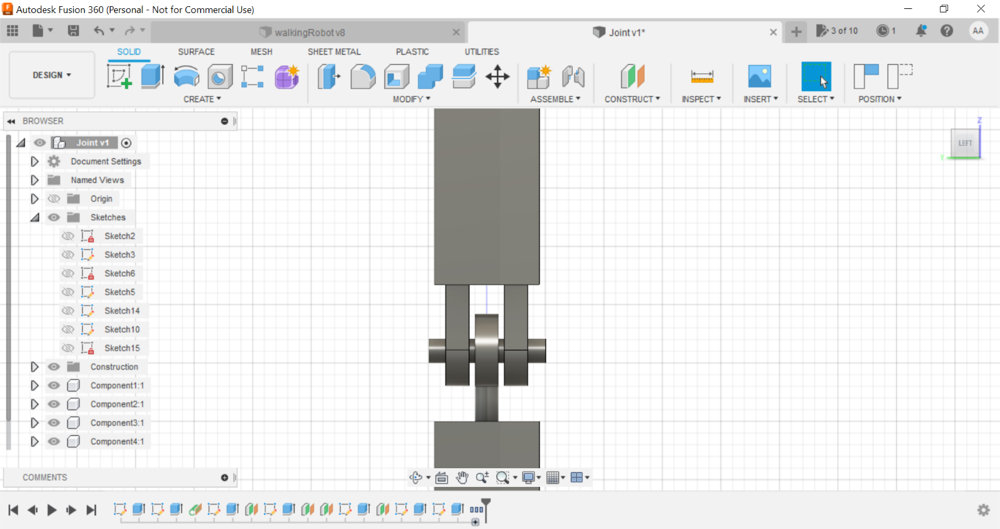 Autodesk Fusion 360 (Personal - Not for Commercial Use)
walkingRobot v8
Joint v1*
3 of 10
1
AA
SOLID SURFACE MESH SHEET METAL PLASTIC UTILITIES
DESIGN
CREATE MODIFY ASSEMBLE CONSTRUCT INSPECT INSERT SELECT POSITION
BROWSER
Joint v1
Document Settings
Named Views
Origin
Sketches
Sketch2
Sketch3
Sketch6
Sketch5
Sketch14
Sketch10
Sketch15
Construction
Component1:1
Component2:1
Component3:1
Component4:1
Z
LEFT
Y
COMMENTS